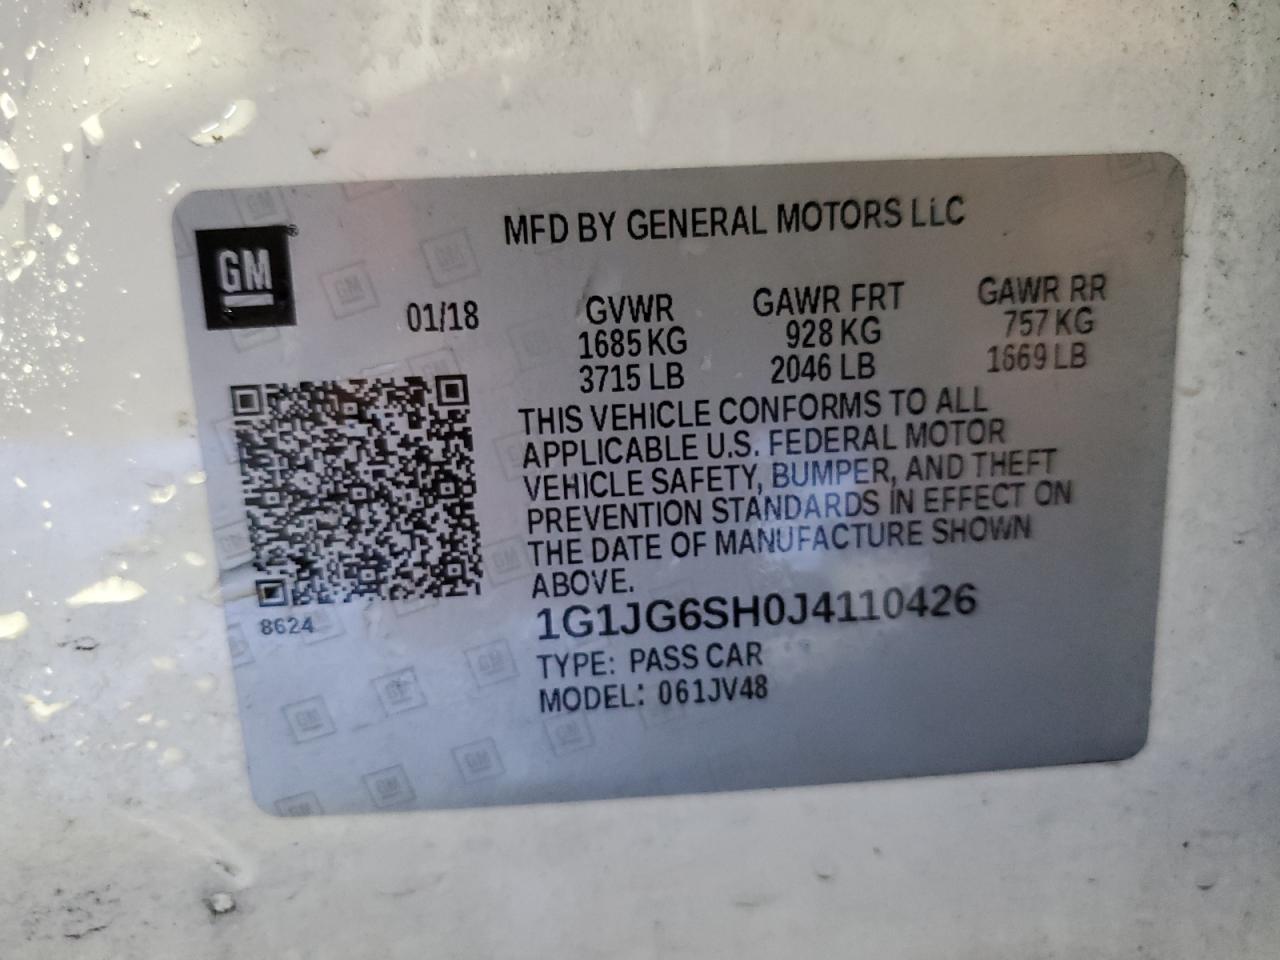 GM
MFD BY GENERAL MOTORS LLC
01/18
GVWR GAWR FRT GAWR RR
1685 KG 928 KG 757 KG
3715 LB 2046 LB 1669 LB
THIS VEHICLE CONFORMS TO ALL
APPLICABLE U.S. FEDERAL MOTOR
VEHICLE SAFETY, BUMPER, AND THEFT
PREVENTION STANDARDS IN EFFECT ON
THE DATE OF MANUFACTURE SHOWN
ABOVE.
8624
1G1JG6SH0J4110426
TYPE: PASS CAR
MODEL: 061JV48